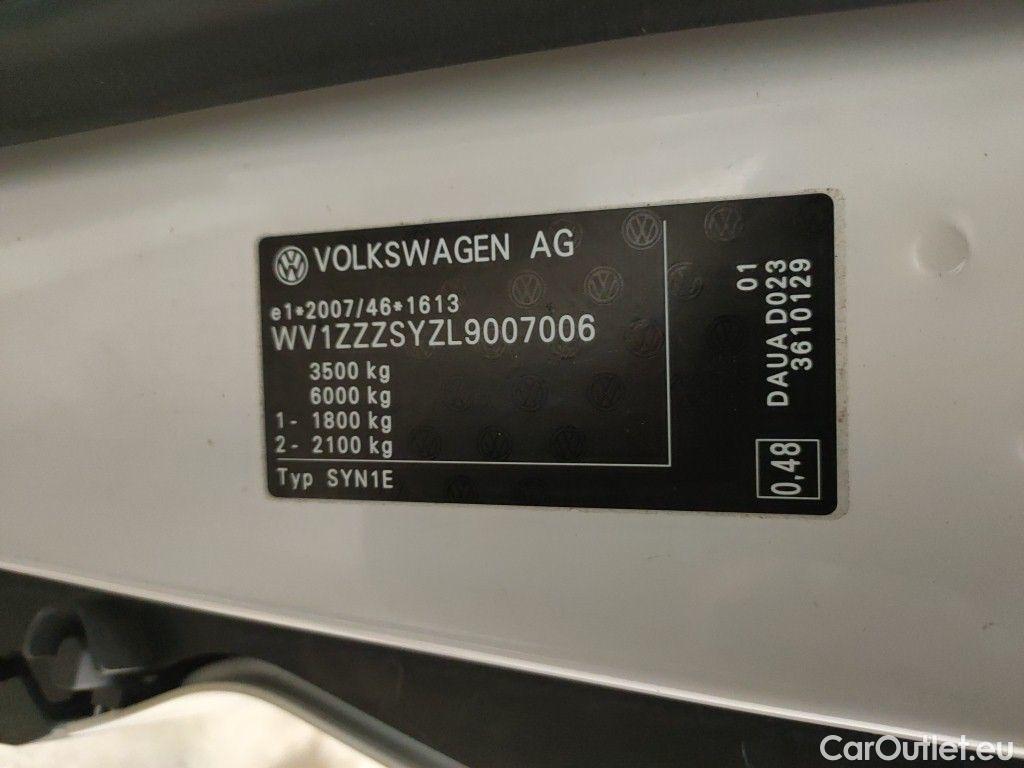 VOLKSWAGEN AG
e1*2007/46*1613
WV1ZZZSYZL9007006
3500 kg
6000 kg
1- 1800 kg
2- 2100 kg
Typ SYN1E
01
DAUA D023
3610129
0,48
CarOutlet.eu